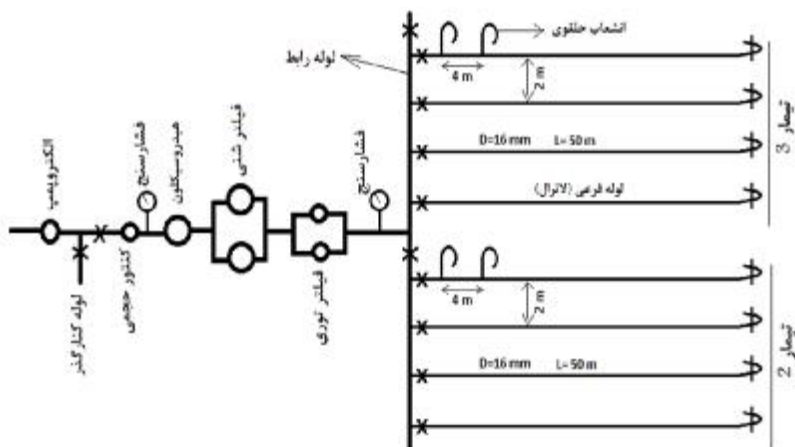 انشعاب حلقوی
لوله رابط
4 m
2 m
تیمار 3
D=16 mm L= 50 m
لوله فرعی (لاترال)
الکتروپمپ
فشارسنج
هیدروسیکلون
فیلتر شنی
فشارسنج
لوله کنارگذر
کنتور حجمی
فیلتر توری
4 m
2 m
تیمار 2
D=16 mm L= 50 m